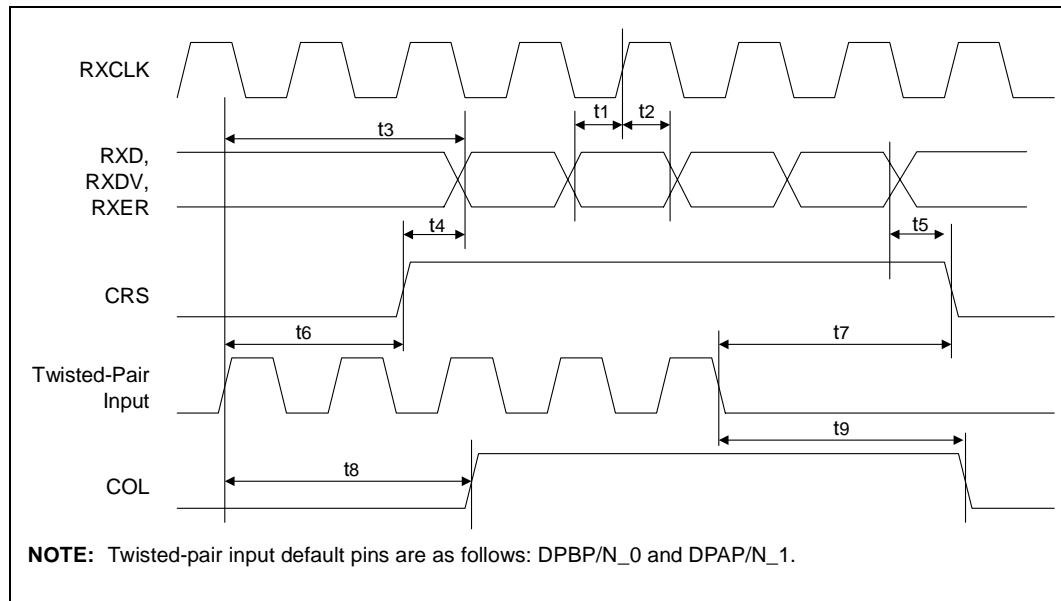 RXCLK
t1
t2
t3
RXD,
RXDV,
RXER
t4
t5
CRS
t6
t7
Twisted-Pair
Input
t9
t8
COL
NOTE: Twisted-pair input default pins are as follows: DPBP/N_0 and DPAP/N_1.